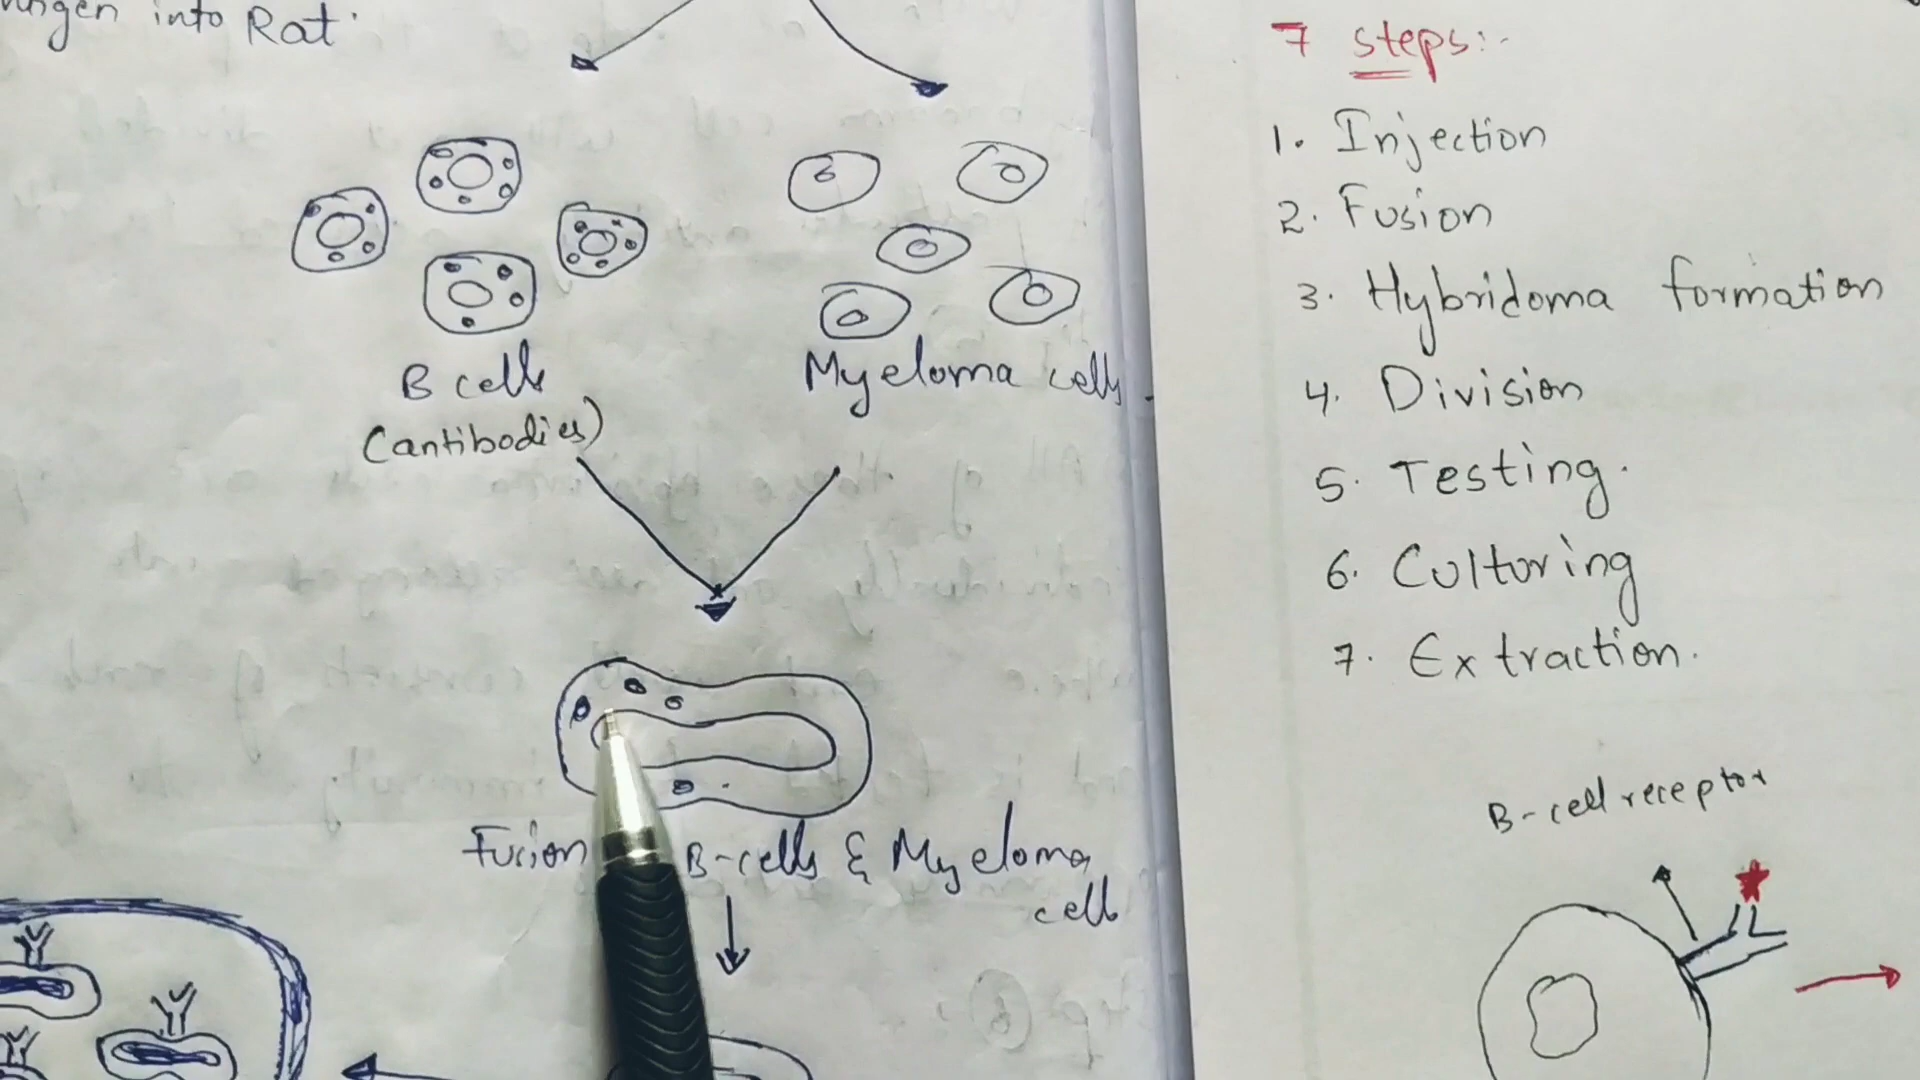 into Rat.
B cells
(antibodies)
Myeloma cells.
Fusion B-cells & Myeloma
cell
7 steps:-
1. Injection
2. Fusion
3. Hybridoma formation
4. Division
5. Testing.
6. Culturing
7. Extraction.
B-cell receptor